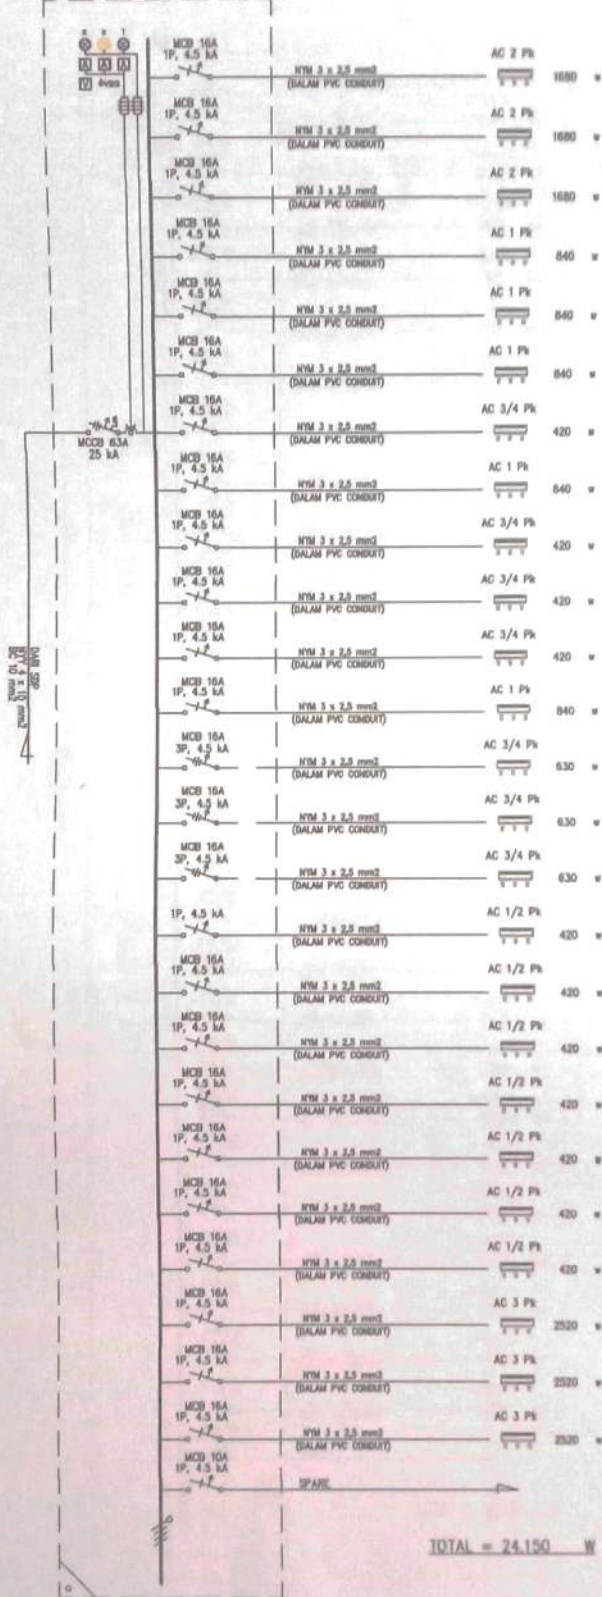 R S T
MCB 16A
1P, 4.5 kA
NYM 3 x 2,5 mm2
(DALAM PVC CONDUIT)
AC 2 Pk
1680 W
MCB 16A
1P, 4.5 kA
NYM 3 x 2,5 mm2
(DALAM PVC CONDUIT)
AC 2 Pk
1680 W
MCB 16A
1P, 4.5 kA
NYM 3 x 2,5 mm2
(DALAM PVC CONDUIT)
AC 2 Pk
1680 W
MCB 16A
1P, 4.5 kA
NYM 3 x 2,5 mm2
(DALAM PVC CONDUIT)
AC 1 Pk
840 W
MCB 16A
1P, 4.5 kA
NYM 3 x 2,5 mm2
(DALAM PVC CONDUIT)
AC 1 Pk
840 W
MCB 16A
1P, 4.5 kA
NYM 3 x 2,5 mm2
(DALAM PVC CONDUIT)
AC 1 Pk
840 W
MCCB 63A
25 kA
MCB 16A
1P, 4.5 kA
NYM 3 x 2,5 mm2
(DALAM PVC CONDUIT)
AC 3/4 Pk
420 W
MCB 16A
1P, 4.5 kA
NYM 3 x 2,5 mm2
(DALAM PVC CONDUIT)
AC 1 Pk
840 W
MCB 16A
1P, 4.5 kA
NYM 3 x 2,5 mm2
(DALAM PVC CONDUIT)
AC 3/4 Pk
420 W
MCB 16A
1P, 4.5 kA
NYM 3 x 2,5 mm2
(DALAM PVC CONDUIT)
AC 3/4 Pk
420 W
MCB 16A
1P, 4.5 kA
NYM 3 x 2,5 mm2
(DALAM PVC CONDUIT)
AC 3/4 Pk
420 W
DARI SDP
NYY 4 x 10 mm2
BC 10 mm2
MCB 16A
1P, 4.5 kA
NYM 3 x 2,5 mm2
(DALAM PVC CONDUIT)
AC 1 Pk
840 W
MCB 16A
3P, 4.5 kA
NYM 3 x 2,5 mm2
(DALAM PVC CONDUIT)
AC 3/4 Pk
630 W
MCB 16A
3P, 4.5 kA
NYM 3 x 2,5 mm2
(DALAM PVC CONDUIT)
AC 3/4 Pk
630 W
MCB 16A
3P, 4.5 kA
NYM 3 x 2,5 mm2
(DALAM PVC CONDUIT)
AC 3/4 Pk
630 W
1P, 4.5 kA
NYM 3 x 2,5 mm2
(DALAM PVC CONDUIT)
AC 1/2 Pk
420 W
MCB 16A
1P, 4.5 kA
NYM 3 x 2,5 mm2
(DALAM PVC CONDUIT)
AC 1/2 Pk
420 W
MCB 16A
1P, 4.5 kA
NYM 3 x 2,5 mm2
(DALAM PVC CONDUIT)
AC 1/2 Pk
420 W
MCB 16A
1P, 4.5 kA
NYM 3 x 2,5 mm2
(DALAM PVC CONDUIT)
AC 1/2 Pk
420 W
MCB 16A
1P, 4.5 kA
NYM 3 x 2,5 mm2
(DALAM PVC CONDUIT)
AC 1/2 Pk
420 W
MCB 16A
1P, 4.5 kA
NYM 3 x 2,5 mm2
(DALAM PVC CONDUIT)
AC 1/2 Pk
420 W
MCB 16A
1P, 4.5 kA
NYM 3 x 2,5 mm2
(DALAM PVC CONDUIT)
AC 1/2 Pk
420 W
MCB 16A
1P, 4.5 kA
NYM 3 x 2,5 mm2
(DALAM PVC CONDUIT)
AC 3 Pk
2520 W
MCB 16A
1P, 4.5 kA
NYM 3 x 2,5 mm2
(DALAM PVC CONDUIT)
AC 3 Pk
2520 W
MCB 16A
1P, 4.5 kA
NYM 3 x 2,5 mm2
(DALAM PVC CONDUIT)
AC 3 Pk
2520 W
MCB 10A
1P, 4.5 kA
SPARE
TOTAL = 24.150 W